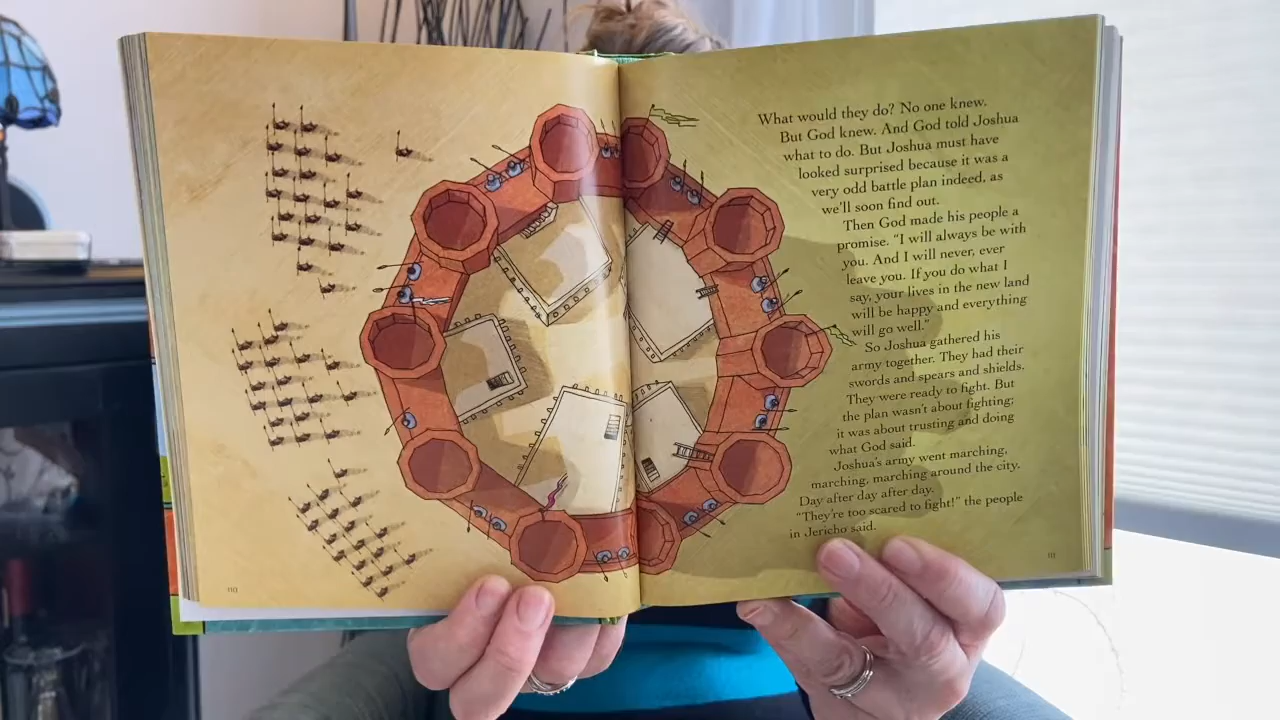 What would they do? No one knew.
But God knew. And God told Joshua
what to do. But Joshua must have
looked surprised because it was a
very odd battle plan indeed, as
we'll soon find out.
Then God made his people a
promise. "I will always be with
you. And I will never, ever
leave you. If you do what I
say, your lives in the new land
will be happy and everything
will go well."
So Joshua gathered his
army together. They had their
swords and spears and shields.
They were ready to fight. But
the plan wasn't about fighting;
it was about trusting and doing
what God said.
Joshua's army went marching,
marching, marching around the city.
Day after day after day.
"They're too scared to fight!" the people
in Jericho said.
110
111